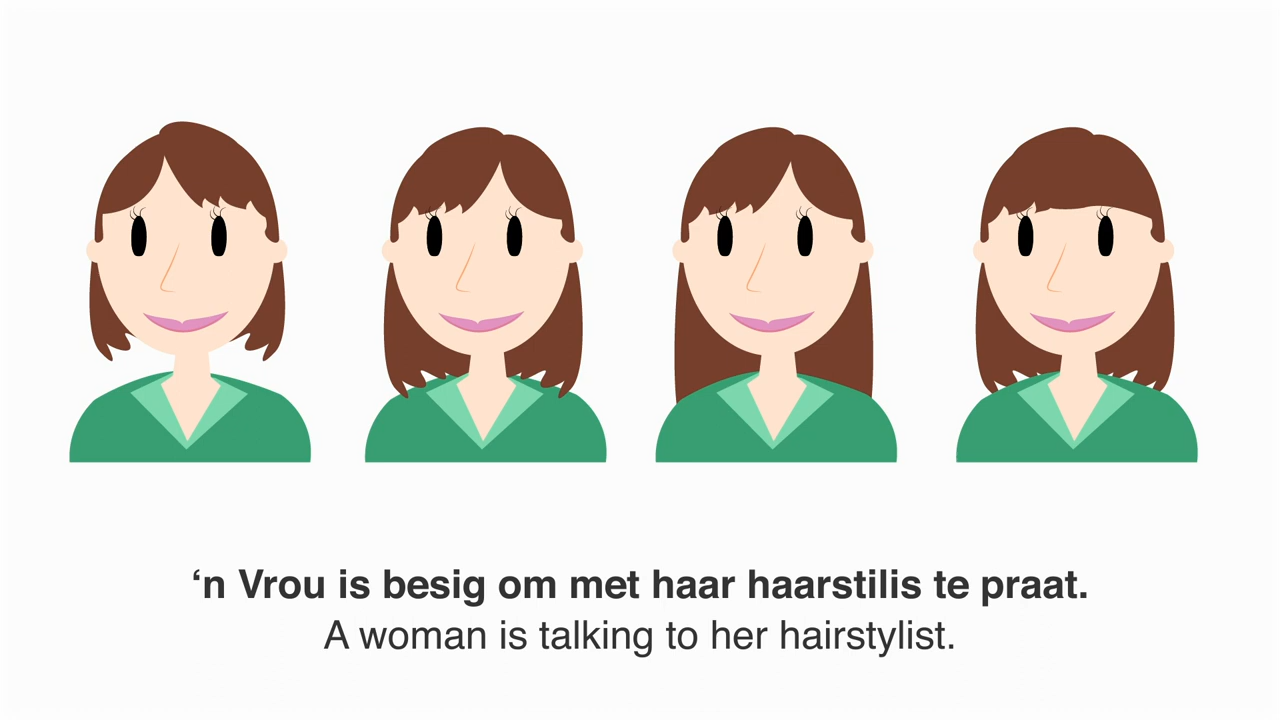 ‘n Vrou is besig om met haar haarstilis te praat.
A woman is talking to her hairstylist.